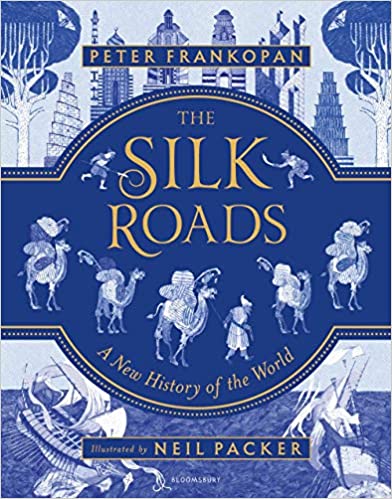 PETER FRANKOPAN
THE
SILK
ROADS
A New History of the World
Illustrated by NEIL PACKER
BLOOMSBURY